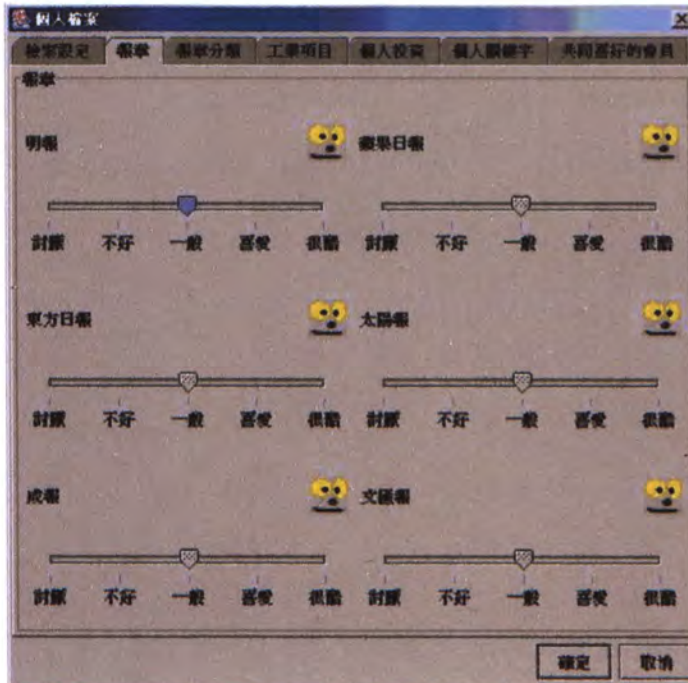 個人檔案
檔案設定 報章 報章分類 工業項目 個人投資 個人關鍵字 共同喜好的會員
報章
明報 蘋果日報
討厭 不好 一般 喜愛 很酷 討厭 不好 一般 喜愛 很酷
東方日報 太陽報
討厭 不好 一般 喜愛 很酷 討厭 不好 一般 喜愛 很酷
成報 文匯報
討厭 不好 一般 喜愛 很酷 討厭 不好 一般 喜愛 很酷
確定 取消